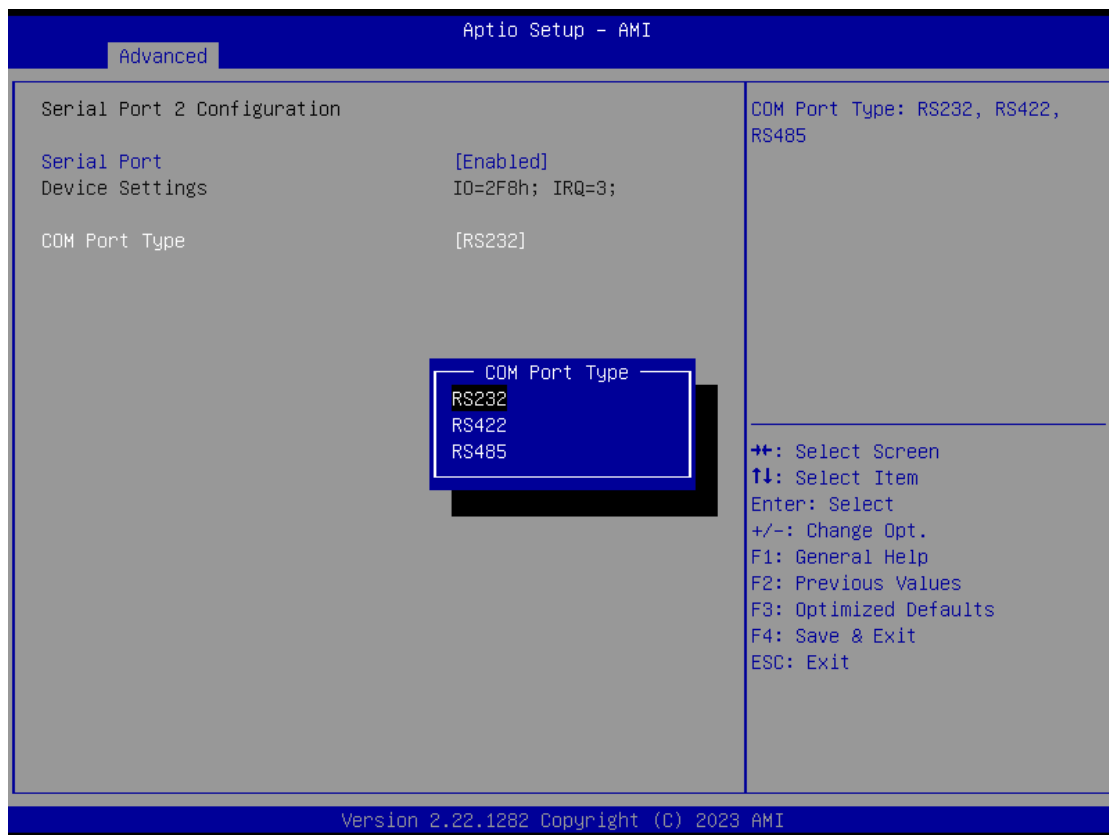 Aptio Setup – AMI
Advanced
Serial Port 2 Configuration
Serial Port [Enabled]
Device Settings IO=2F8h; IRQ=3;
COM Port Type [RS232]
COM Port Type
RS232
RS422
RS485
COM Port Type: RS232, RS422,
RS485
→←: Select Screen
↑↓: Select Item
Enter: Select
+/-: Change Opt.
F1: General Help
F2: Previous Values
F3: Optimized Defaults
F4: Save & Exit
ESC: Exit
Version 2.22.1282 Copyright (C) 2023 AMI